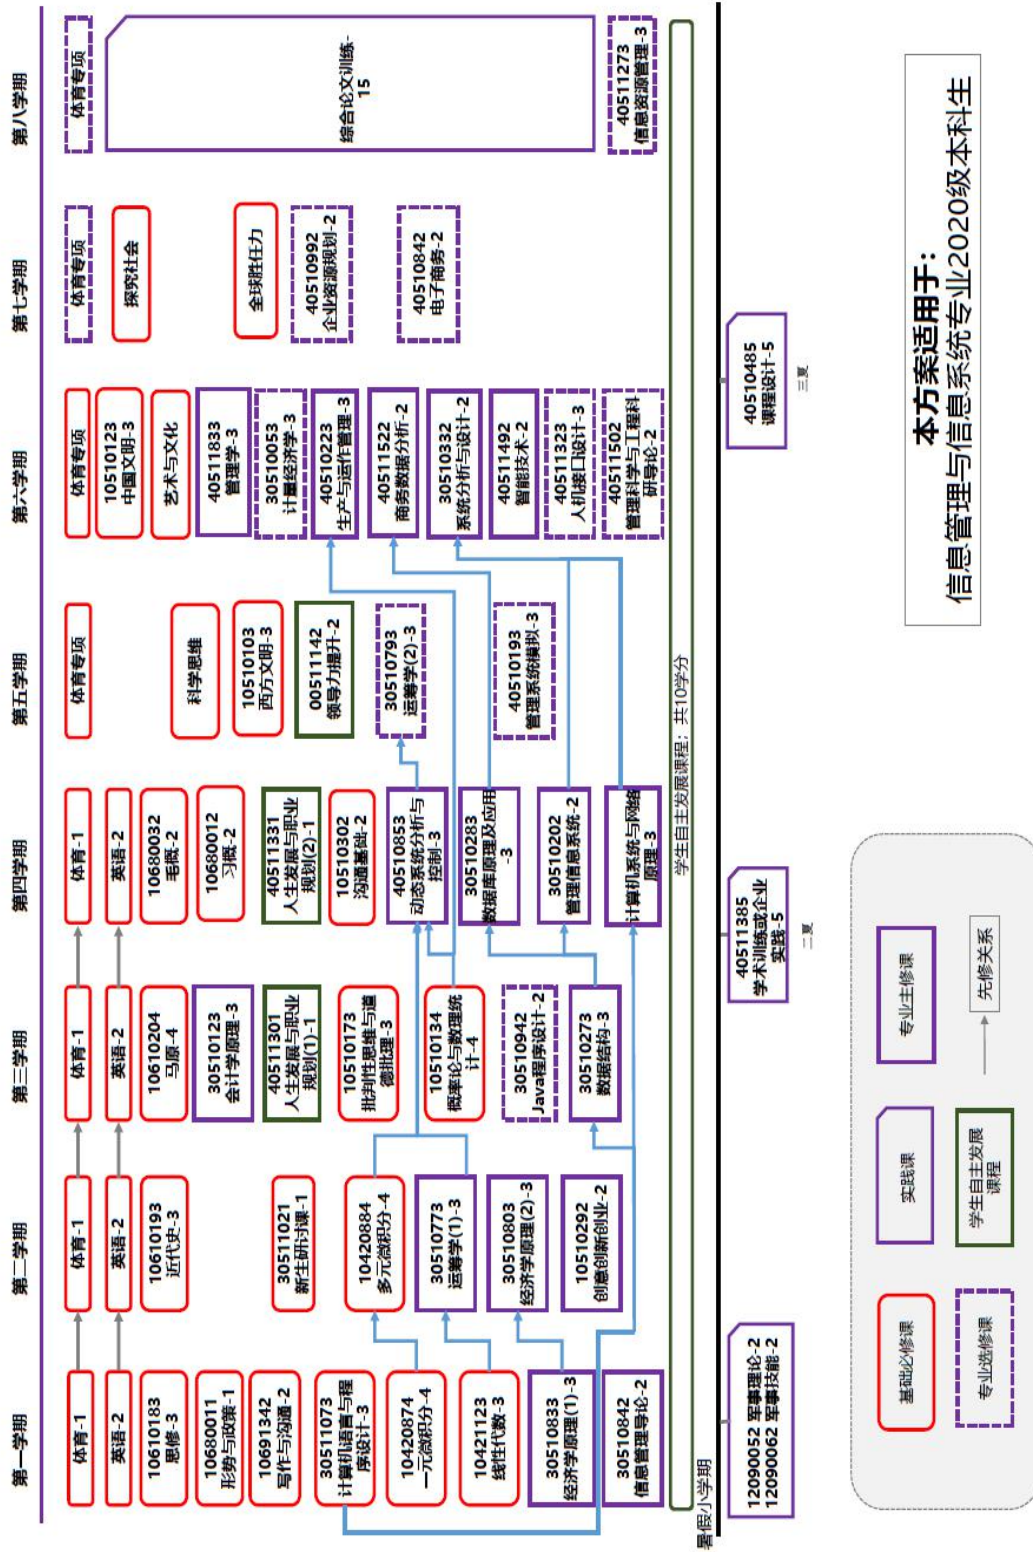 第一学期
体育-1
英语-2
10610183
思修-3
10680011
形势与政策-1
10691342
写作与沟通-2
30511073
计算机语言与程
序设计-3
10420874
一元微积分-4
10421123
线性代数-3
30510833
经济学原理(1)-3
30510842
信息管理导论-2
第二学期
体育-1
英语-2
10610193
近代史-3
30511021
新生研讨课-1
10420884
多元微积分-4
30510773
运筹学(1)-3
30510803
经济学原理(2)-3
10510292
创意创新创业-2
第三学期
体育-1
英语-2
10610204
马原-4
30510123
会计学原理-3
40511301
人生发展与职业
规划(1)-1
10510173
批判性思维与道
德批理-3
10510134
概率论与数理统
计-4
30510942
Java程序设计-2
30510273
数据结构-3
第四学期
体育-1
英语-2
10680032
毛概-2
10680012
习概-2
40511331
人生发展与职业
规划(2)-1
10510302
沟通基础-2
40510853
动态系统分析与
控制-3
30510283
数据库原理及应用
-3
30510202
管理信息系统-2
计算机系统与网络
原理-3
第五学期
体育专项
科学思维
10510103
西方文明-3
00511142
领导力提升-2
30510793
运筹学(2)-3
40510193
管理系统模拟-3
第六学期
体育专项
10510123
中国文明-3
艺术与文化
40511833
管理学-3
30510053
计量经济学-3
40510223
生产与运作管理-3
40511522
商务数据分析-2
30510332
系统分析与设计-2
40511492
智能技术-2
40511323
人机接口设计-3
40511502
管理科学与工程科
研导论-2
第七学期
体育专项
探究社会
全球胜任力
40510992
企业资源规划-2
40510842
电子商务-2
第八学期
体育专项
综合论文训练-
15
40511273
信息资源管理-3
学生自主发展课程：共10学分
暑假小学期
12090052 军事理论-2
12090062 军事技能-2
40511385
学术训练或企业
实践-5
二夏
40510485
课程设计-5
三夏
基础必修课
实践课
专业主修课
专业选修课
学生自主发展
课程
先修关系
本方案适用于：
信息管理与信息系统专业2020级本科生